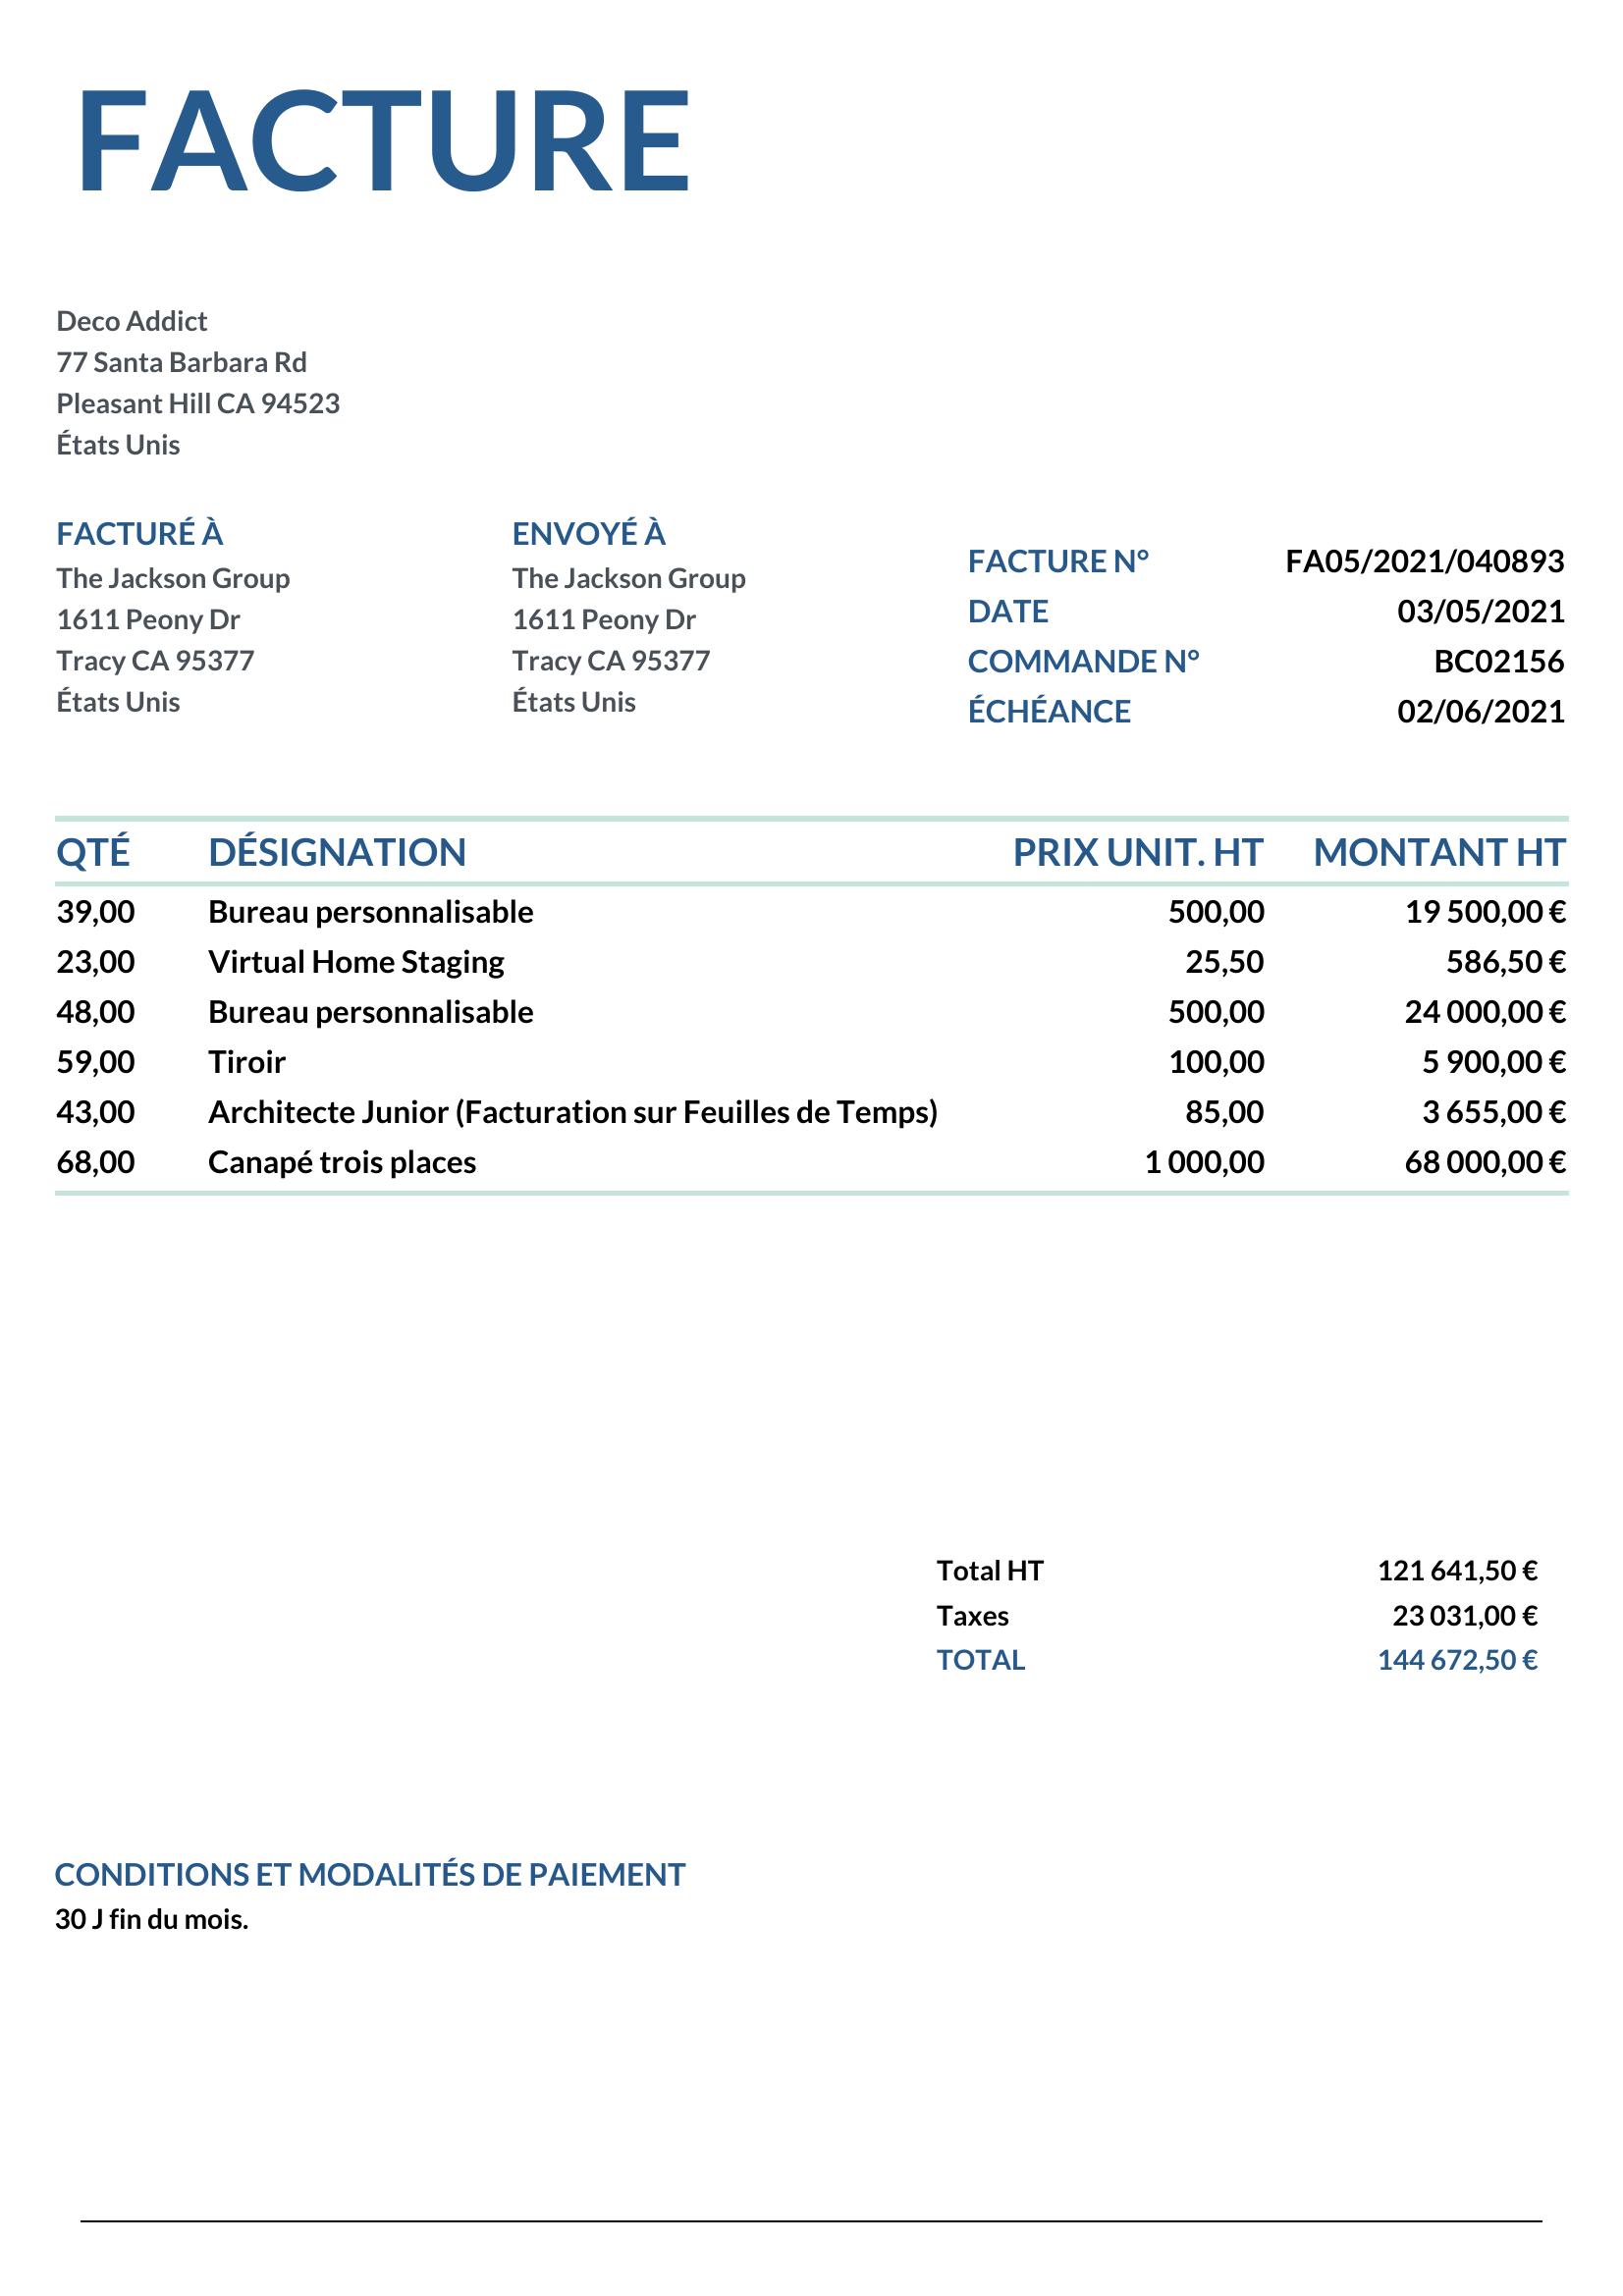 FACTURE
Deco Addict
77 Santa Barbara Rd
Pleasant Hill CA 94523
États Unis
FACTURÉ À
The Jackson Group
1611 Peony Dr
Tracy CA 95377
États Unis
ENVOYÉ À
The Jackson Group
1611 Peony Dr
Tracy CA 95377
États Unis
FACTURE N° FA05/2021/040893
DATE 03/05/2021
COMMANDE N° BC02156
ÉCHÉANCE 02/06/2021
QTÉ DÉSIGNATION PRIX UNIT. HT MONTANT HT
39,00 Bureau personnalisable 500,00 19 500,00 €
23,00 Virtual Home Staging 25,50 586,50 €
48,00 Bureau personnalisable 500,00 24 000,00 €
59,00 Tiroir 100,00 5 900,00 €
43,00 Architecte Junior (Facturation sur Feuilles de Temps) 85,00 3 655,00 €
68,00 Canapé trois places 1 000,00 68 000,00 €
Total HT 121 641,50 €
Taxes 23 031,00 €
TOTAL 144 672,50 €
CONDITIONS ET MODALITÉS DE PAIEMENT
30 J fin du mois.